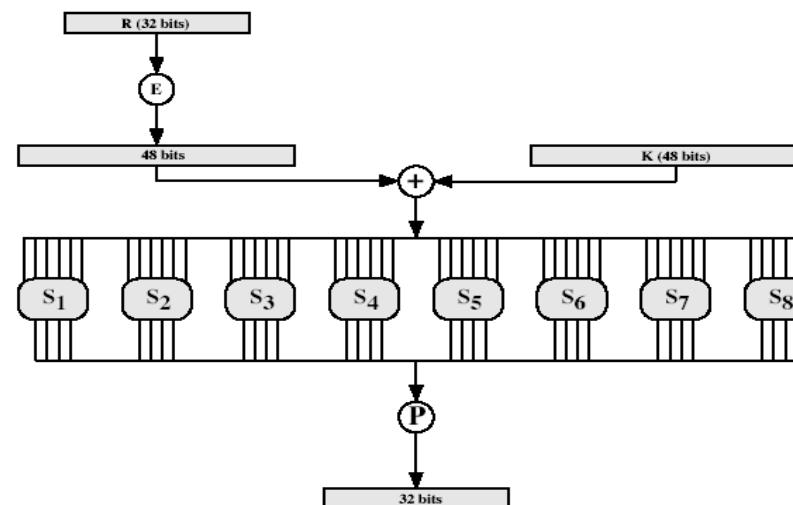 R (32 bits)
E
48 bits
K (48 bits)
+
S1 S2 S3 S4 S5 S6 S7 S8
P
32 bits